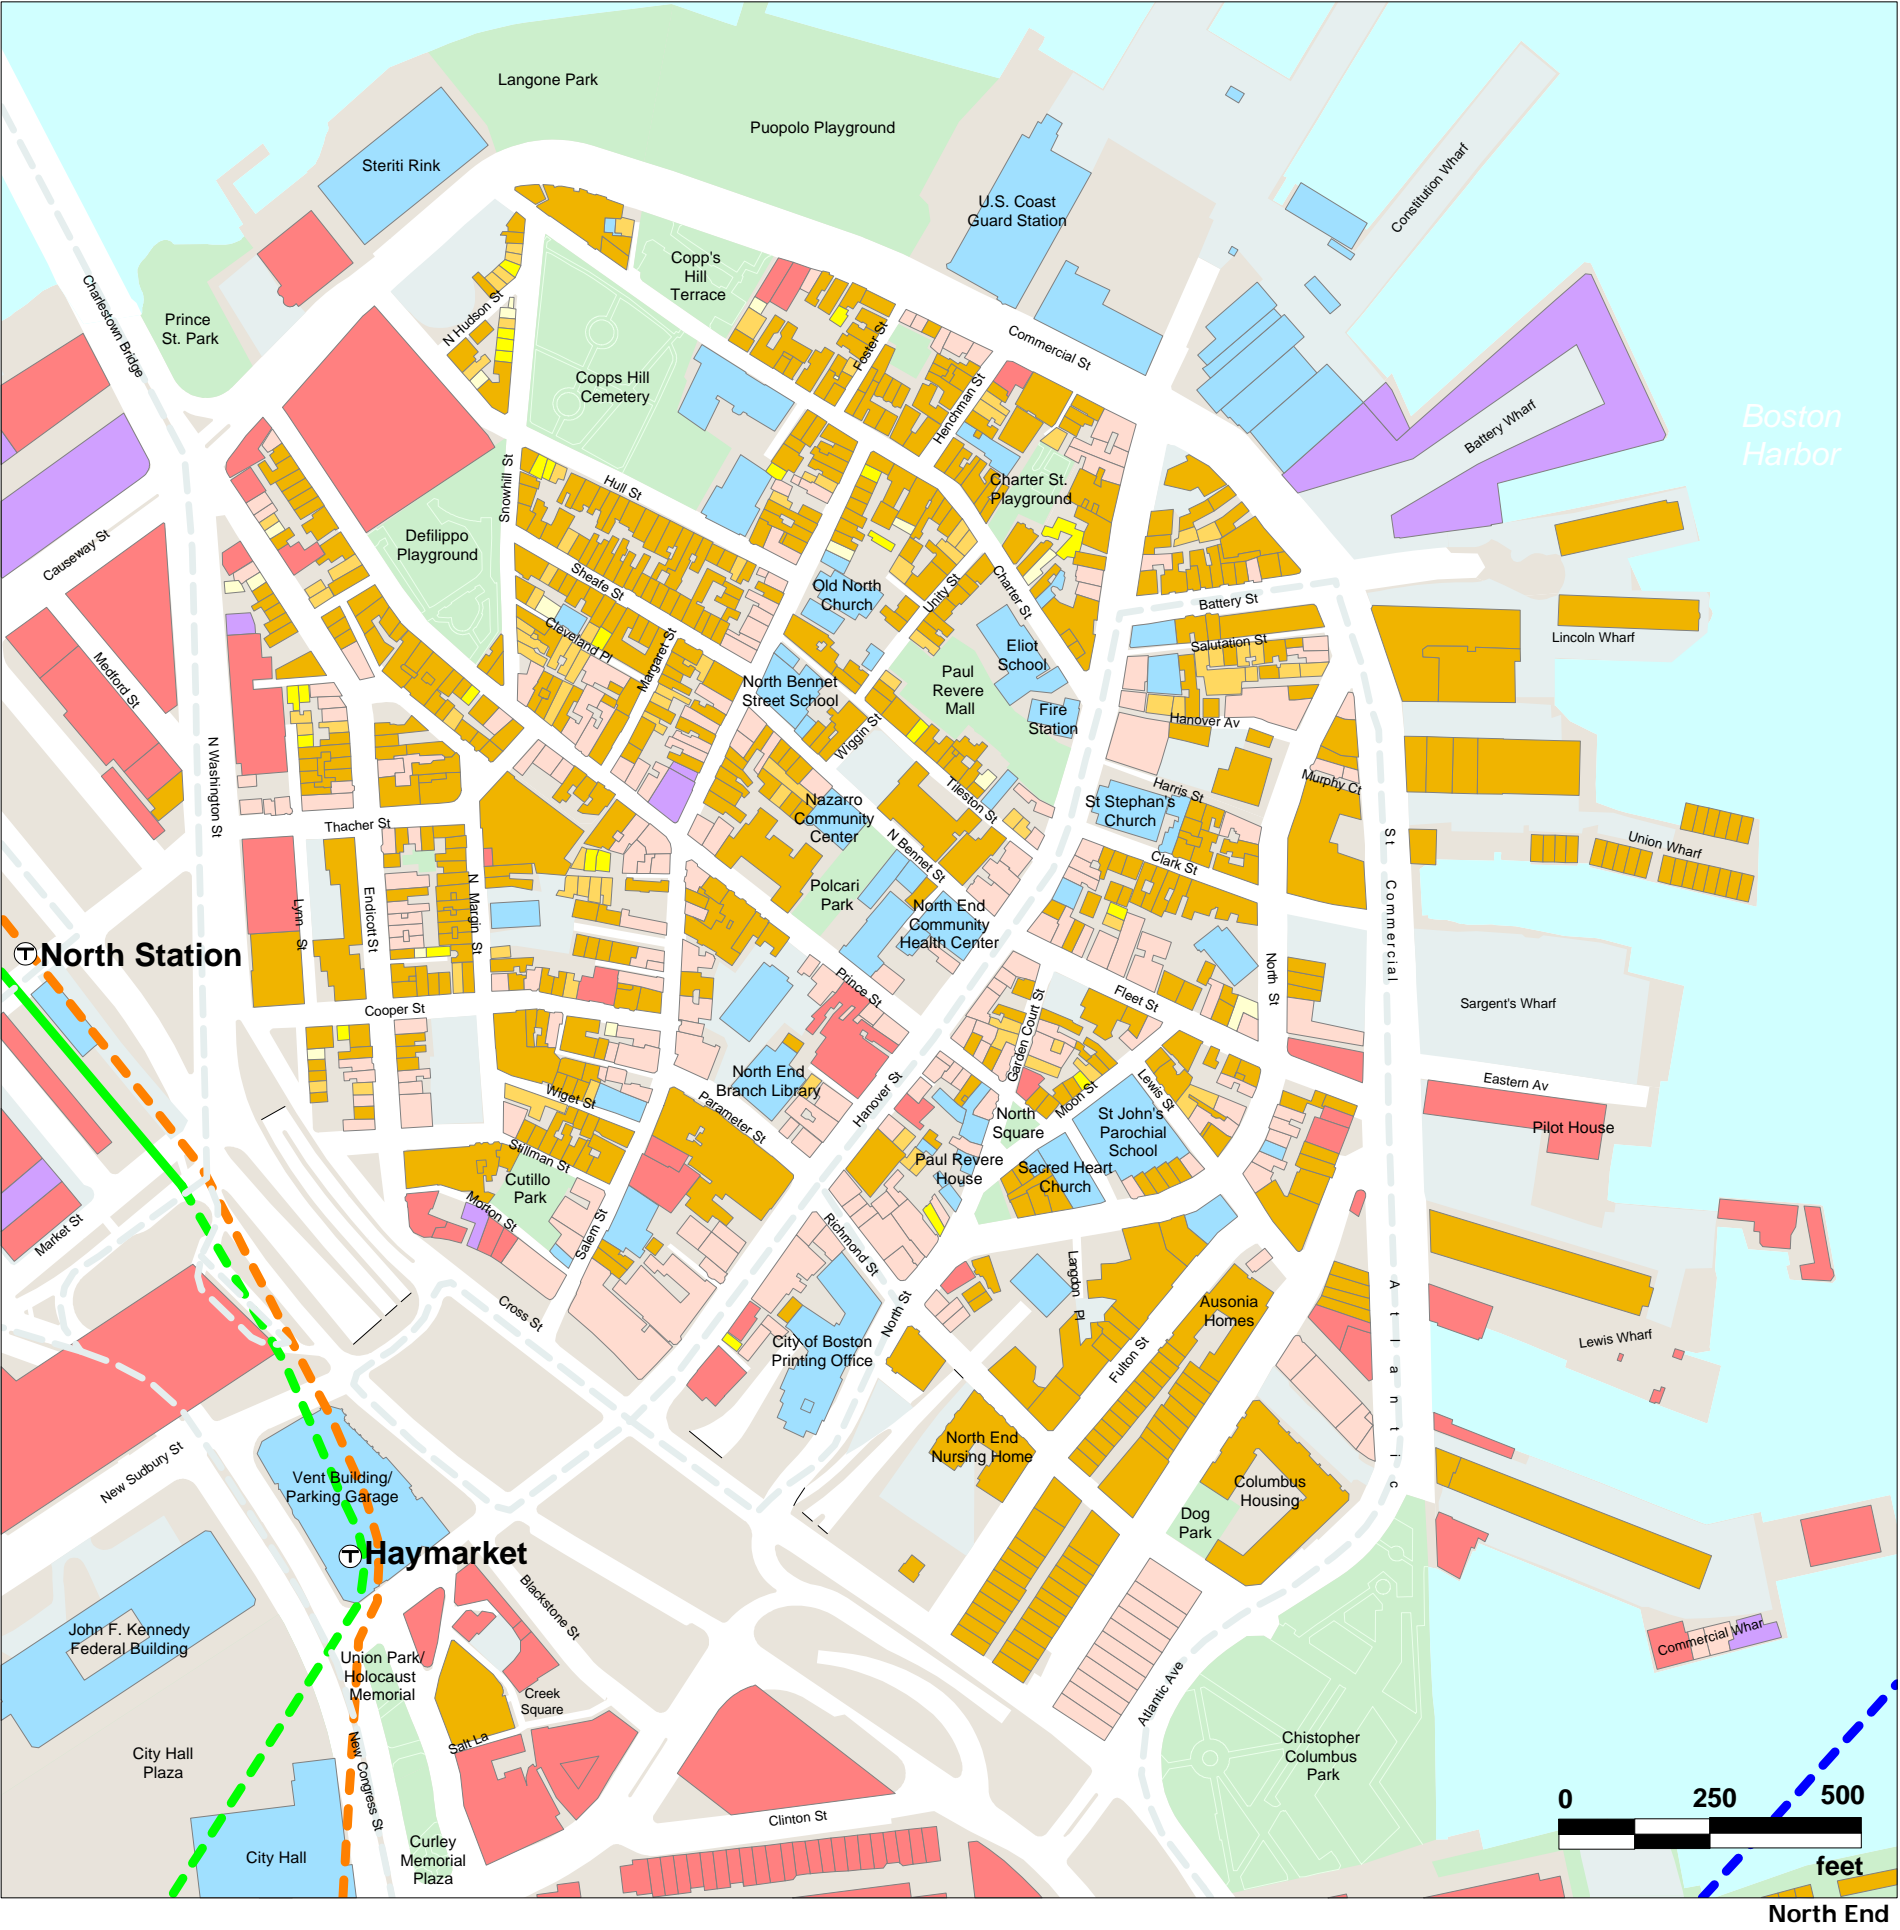 Langone Park
Puopolo Playground
Steriti Rink
U.S. Coast
Guard Station
Constitution Wharf
Copp's
Hill
Terrace
Charlestown Bridge
Prince
St. Park
N Hudson St
Foster St
Commercial St
Copps Hill
Cemetery
Henchman St
Battery Wharf
Boston
Harbor
Snowhill St
Hull St
Charter St.
Playground
Causeway St
Defilippo
Playground
Sheafe St
Old North
Church
Unity St
Charter St
Battery St
Lincoln Wharf
Cleveland Pl
Margaret St
Salutation St
Eliot
School
Medford St
North Bennet
Street School
Paul
Revere
Mall
Fire
Station
Hanover Av
Wiggin St
N Washington St
Harris St
Murphy Ct
Tileston St
Nazarro
Community
Center
St Stephan's
Church
Thacher St
N Bennet St
Clark St
Union Wharf
St Commercial
Lynn St
Endicott St
N Margin St
Polcari
Park
North End
Community
Health Center
North Station
Prince St
North St
Fleet St
Garden Court St
Sargent's Wharf
Cooper St
North End
Branch Library
Wiget St
Parameter St
Hanover St
Moon St
Lewis St
Eastern Av
North
Square
St John's
Parochial
School
Pilot House
Stillman St
Cutillo
Park
Paul Revere
House
Sacred Heart
Church
Morton St
Market St
Salem St
Richmond St
Langdon Pl
Cross St
North St
Ausonia
Homes
City of Boston
Printing Office
Fulton St
Atlantic
Lewis Wharf
New Sudbury St
Vent Building/
Parking Garage
North End
Nursing Home
Columbus
Housing
Dog
Park
Haymarket
Blackstone St
John F. Kennedy
Federal Building
Union Park/
Holocaust
Memorial
Creek
Square
Commercial Whar
Atlantic Ave
Salt La
City Hall
Plaza
New Congress St
Chistopher
Columbus
Park
Clinton St
City Hall
Curley
Memorial
Plaza
0 250 500
feet
North End